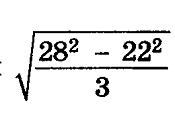 : √((28² − 22²)/3)